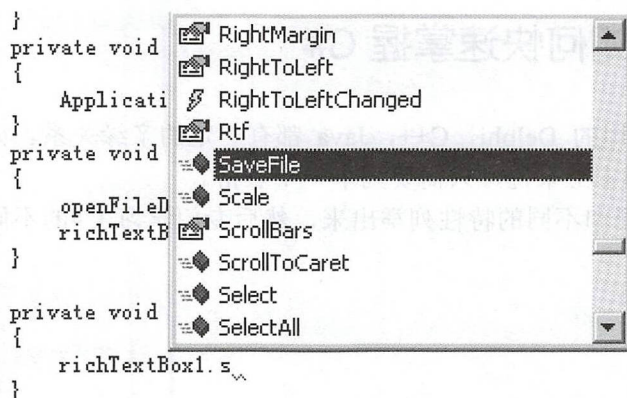 }
private void
{
Applicati
}
private void
{
openFileD
richTextB
}
private void
{
richTextBox1.s
}
RightMargin
RightToLeft
RightToLeftChanged
Rtf
SaveFile
Scale
ScrollBars
ScrollToCaret
Select
SelectAll